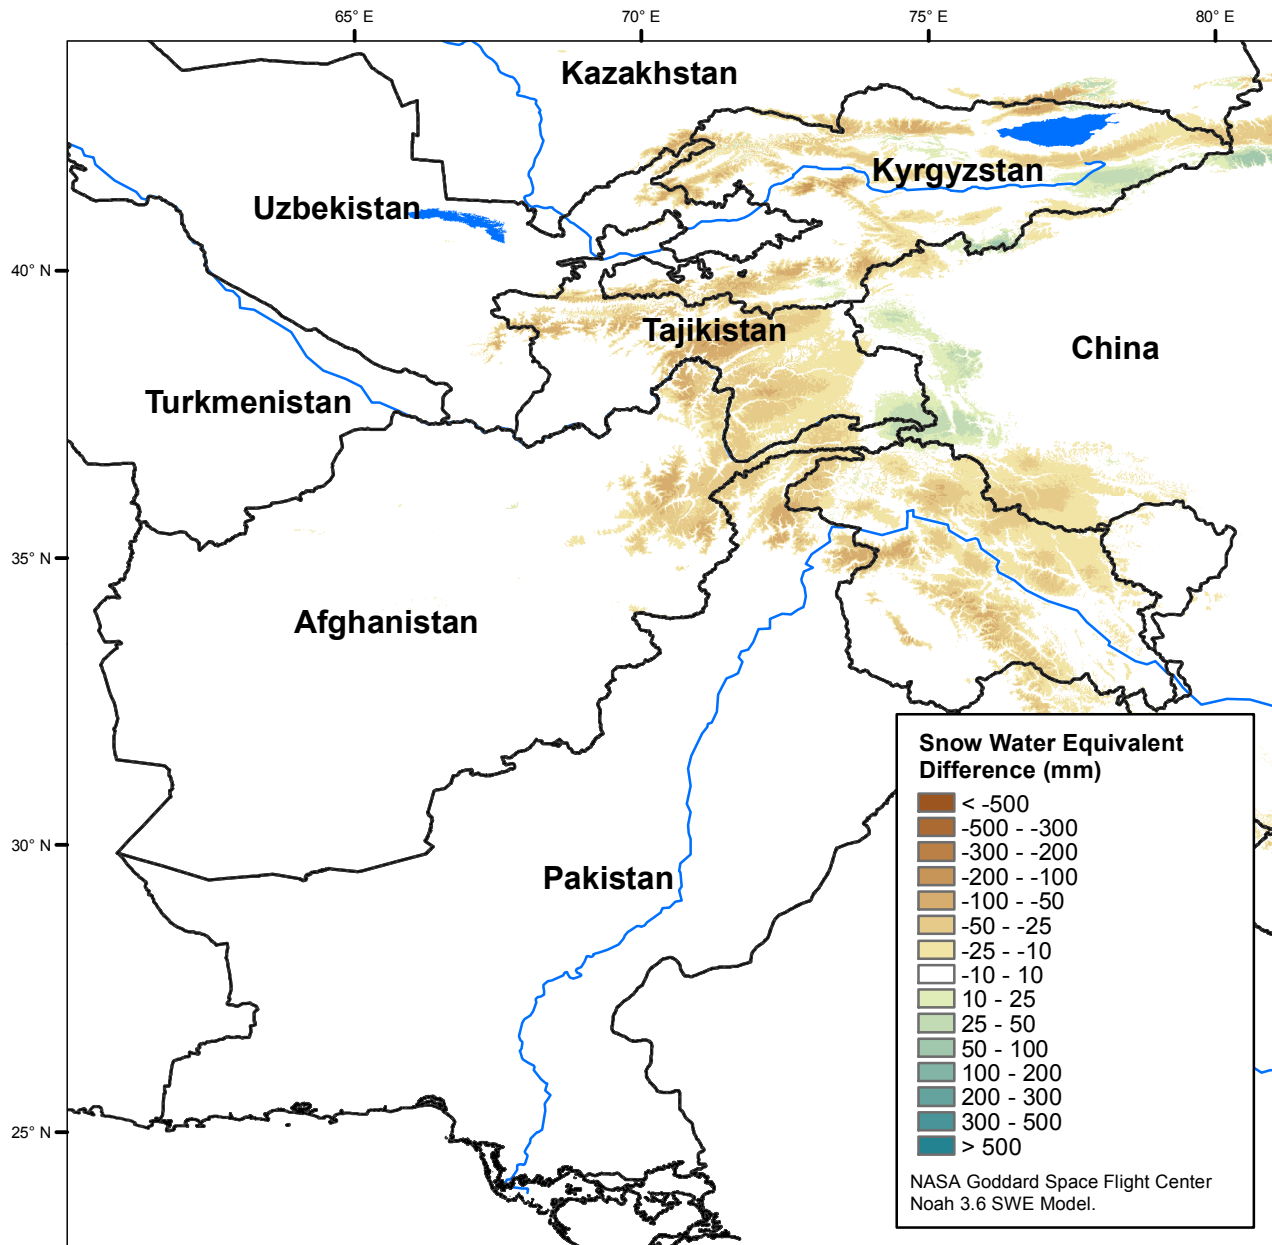 65° E
70° E
75° E
80° E
Kazakhstan
Kyrgyzstan
Uzbekistan
40° N
Tajikistan
China
Turkmenistan
35° N
Afghanistan
Snow Water Equivalent
Difference (mm)
< -500
-500 - -300
-300 - -200
-200 - -100
-100 - -50
-50 - -25
-25 - -10
-10 - 10
10 - 25
25 - 50
50 - 100
100 - 200
200 - 300
300 - 500
> 500
NASA Goddard Space Flight Center
Noah 3.6 SWE Model.
30° N
Pakistan
25° N